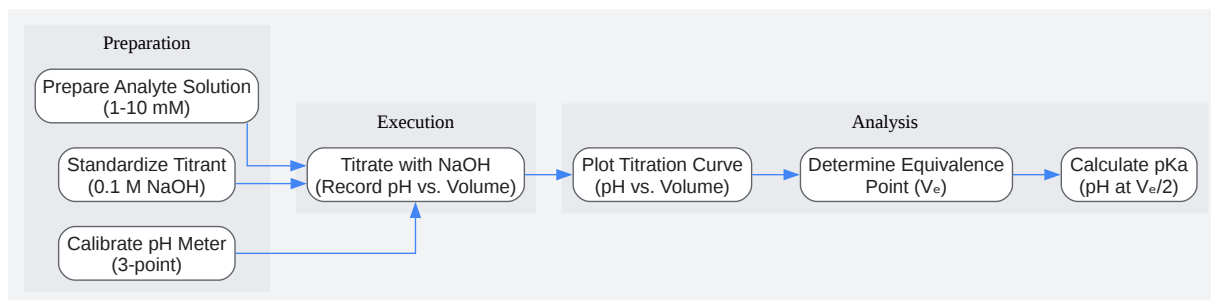 Preparation
Prepare Analyte Solution
(1-10 mM)
Standardize Titrant
(0.1 M NaOH)
Calibrate pH Meter
(3-point)
Execution
Titrate with NaOH
(Record pH vs. Volume)
Analysis
Plot Titration Curve
(pH vs. Volume)
Determine Equivalence
Point (Vₑ)
Calculate pKa
(pH at Vₑ/2)